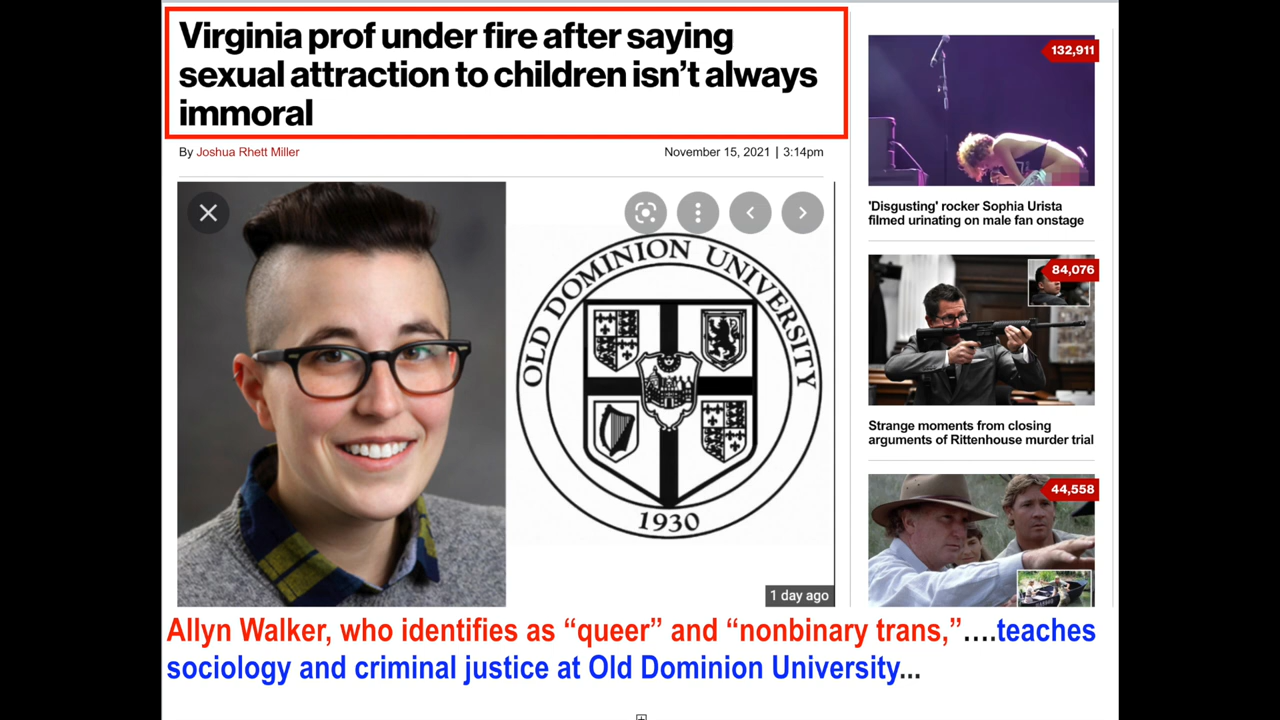 Virginia prof under fire after saying
sexual attraction to children isn't always
immoral
By Joshua Rhett Miller
November 15, 2021 | 3:14pm
OLD DOMINION UNIVERSITY
1930
1 day ago
Allyn Walker, who identifies as “queer” and “nonbinary trans,”….teaches
sociology and criminal justice at Old Dominion University...
132,911
'Disgusting' rocker Sophia Urista
filmed urinating on male fan onstage
84,076
Strange moments from closing
arguments of Rittenhouse murder trial
44,558